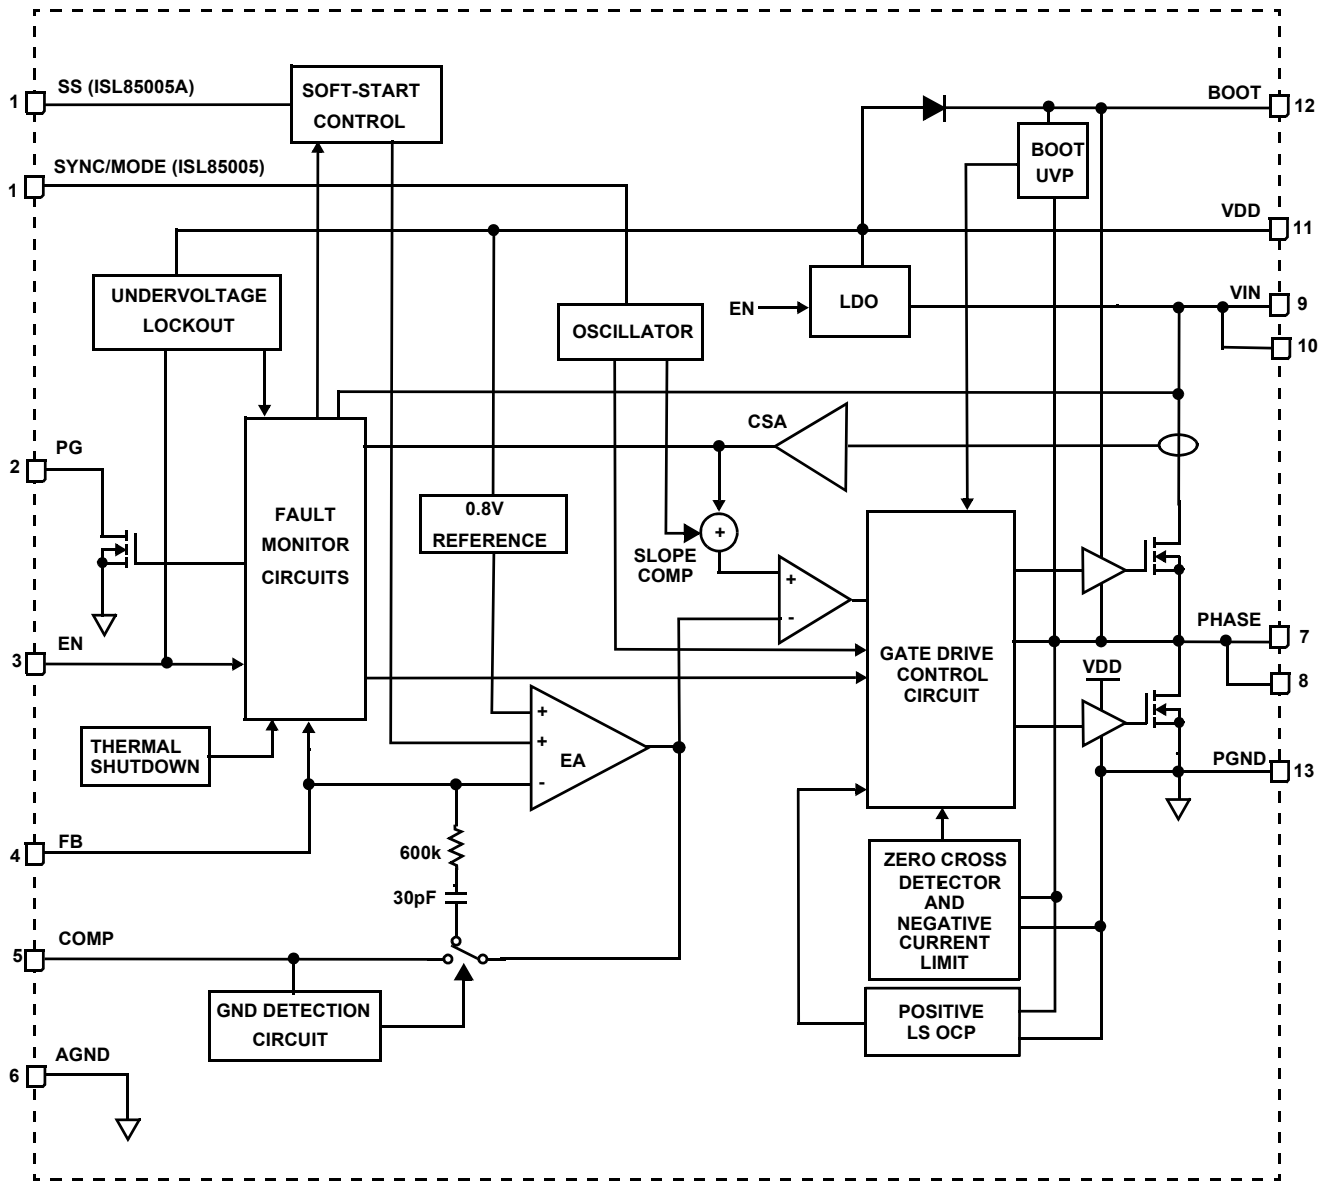 SS (ISL85005A)
1
SOFT-START
CONTROL
BOOT
12
SYNC/MODE (ISL85005)
1
BOOT
UVP
VDD
11
UNDERVOLTAGE
LOCKOUT
OSCILLATOR
EN
LDO
VIN
9
10
CSA
PG
2
FAULT
MONITOR
CIRCUITS
0.8V
REFERENCE
+
SLOPE
COMP
+
-
PHASE
7
8
EN
3
GATE DRIVE
CONTROL
CIRCUIT
VDD
THERMAL
SHUTDOWN
+
+
-
EA
PGND
13
FB
4
600k
30pF
ZERO CROSS
DETECTOR
AND
NEGATIVE
CURRENT
LIMIT
COMP
5
GND DETECTION
CIRCUIT
POSITIVE
LS OCP
AGND
6